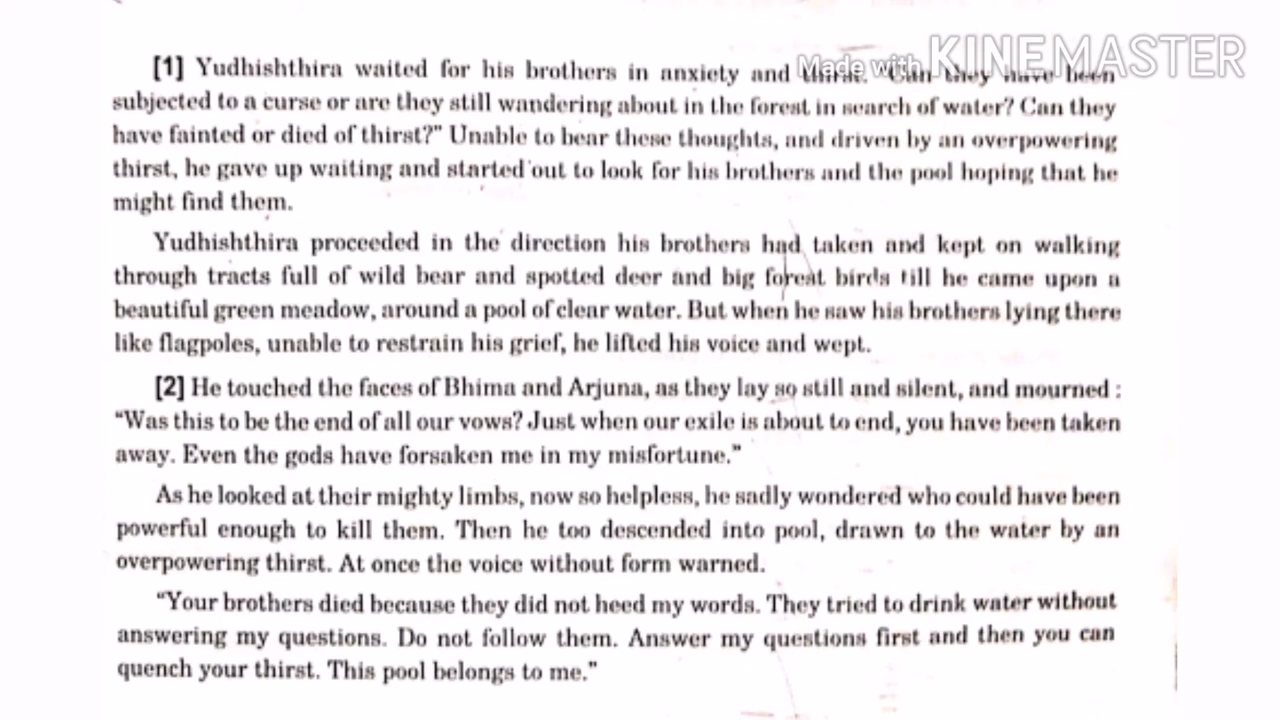 Made with KINEMASTER
[1] Yudhishthira waited for his brothers in anxiety and thirst. "Can they have been
subjected to a curse or are they still wandering about in the forest in search of water? Can they
have fainted or died of thirst?" Unable to bear these thoughts, and driven by an overpowering
thirst, he gave up waiting and started out to look for his brothers and the pool hoping that he
might find them.
Yudhishthira proceeded in the direction his brothers had taken and kept on walking
through tracts full of wild bear and spotted deer and big forest birds till he came upon a
beautiful green meadow, around a pool of clear water. But when he saw his brothers lying there
like flagpoles, unable to restrain his grief, he lifted his voice and wept.
[2] He touched the faces of Bhima and Arjuna, as they lay so still and silent, and mourned :
"Was this to be the end of all our vows? Just when our exile is about to end, you have been taken
away. Even the gods have forsaken me in my misfortune."
As he looked at their mighty limbs, now so helpless, he sadly wondered who could have been
powerful enough to kill them. Then he too descended into pool, drawn to the water by an
overpowering thirst. At once the voice without form warned.
"Your brothers died because they did not heed my words. They tried to drink water without
answering my questions. Do not follow them. Answer my questions first and then you can
quench your thirst. This pool belongs to me."